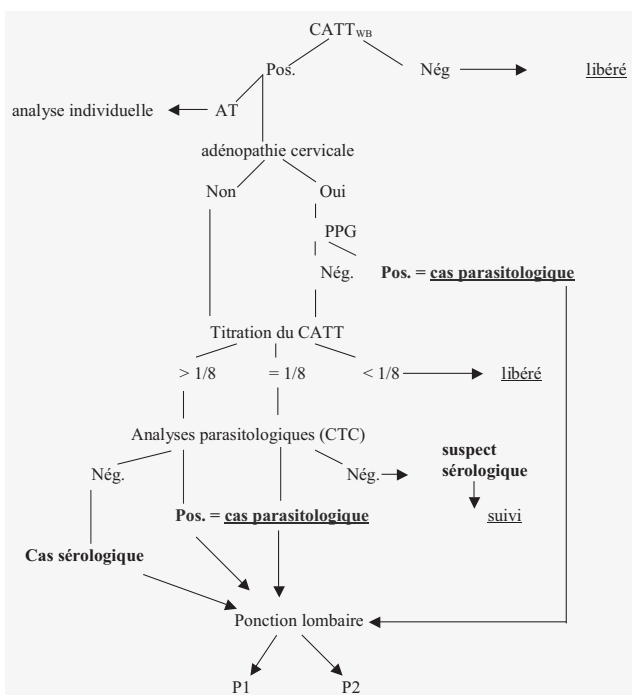 CATTWB
Pos. Nég libéré
analyse individuelle AT
adénopathie cervicale
Non Oui
PPG
Nég. Pos. = cas parasitologique
Titration du CATT
> 1/8 = 1/8 < 1/8 libéré
Analyses parasitologiques (CTC)
suspect
sérologique
Nég. Nég.
Pos. = cas parasitologique suivi
Cas sérologique
Ponction lombaire
P1 P2